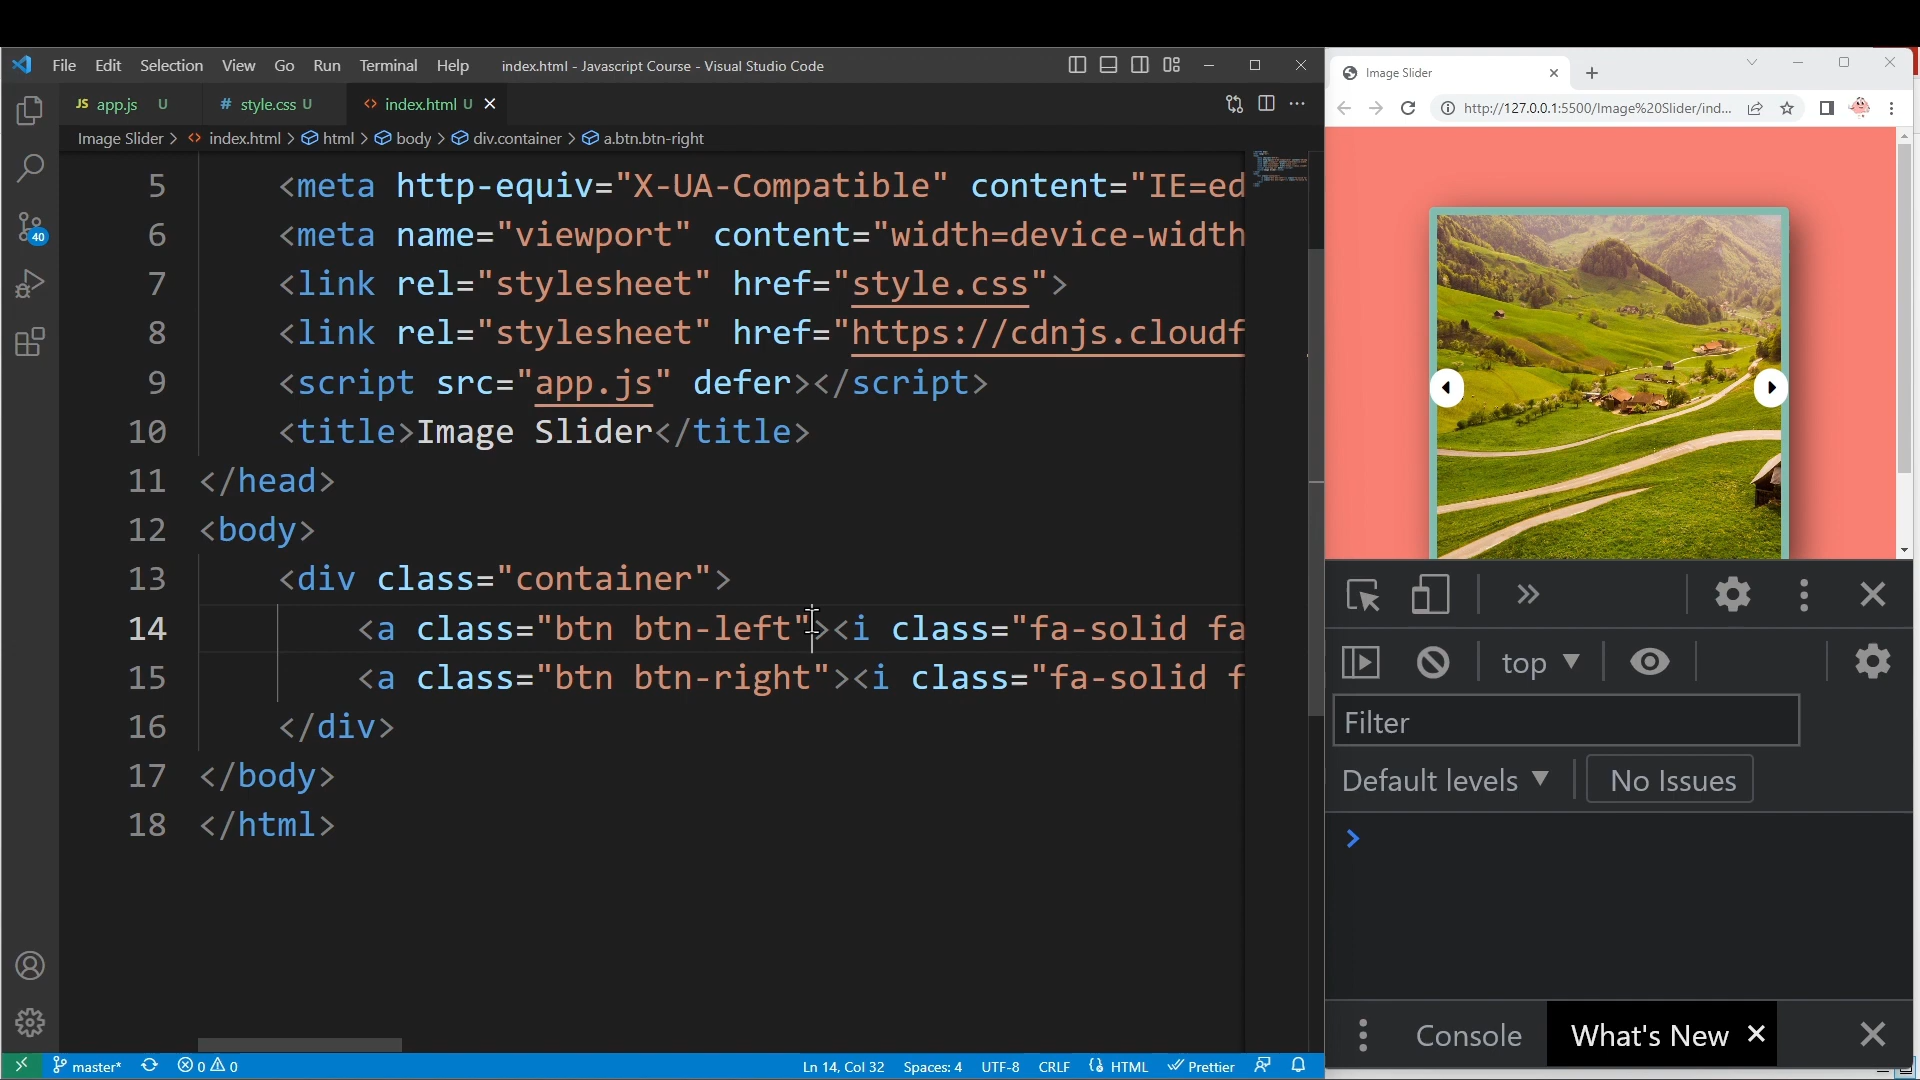 File Edit Selection View Go Run Terminal Help index.html - Javascript Course - Visual Studio Code
JS app.js U # style.css U <> index.html U
Image Slider > <> index.html > html > body > div.container > a.btn.btn-right
5 <meta http-equiv="X-UA-Compatible" content="IE=ed
6 <meta name="viewport" content="width=device-width
7 <link rel="stylesheet" href="style.css">
8 <link rel="stylesheet" href="https://cdnjs.cloudf
9 <script src="app.js" defer></script>
10 <title>Image Slider</title>
11 </head>
12 <body>
13 <div class="container">
14 <a class="btn btn-left"><i class="fa-solid fa
15 <a class="btn btn-right"><i class="fa-solid f
16 </div>
17 </body>
18 </html>
40
master* 0 0 Ln 14, Col 32 Spaces: 4 UTF-8 CRLF HTML Prettier
Image Slider
http://127.0.0.1:5500/Image%20Slider/ind...
top
Filter
Default levels No Issues
Console What's New